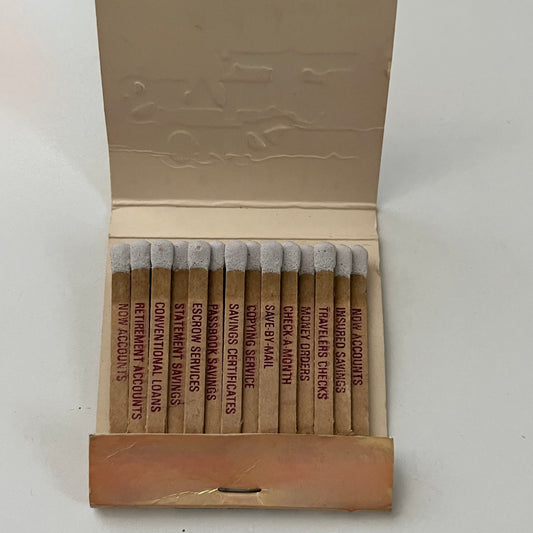 NOW ACCOUNTS
RETIREMENT ACCOUNTS
CONVENTIONAL LOANS
STATEMENT SAVINGS
ESCROW SERVICES
PASSBOOK SAVINGS
SAVINGS CERTIFICATES
COPYING SERVICE
SAVE-BY-MAIL
CHECK-A-MONTH
MONEY ORDERS
TRAVELERS CHECKS
INSURED SAVINGS
NOW ACCOUNTS